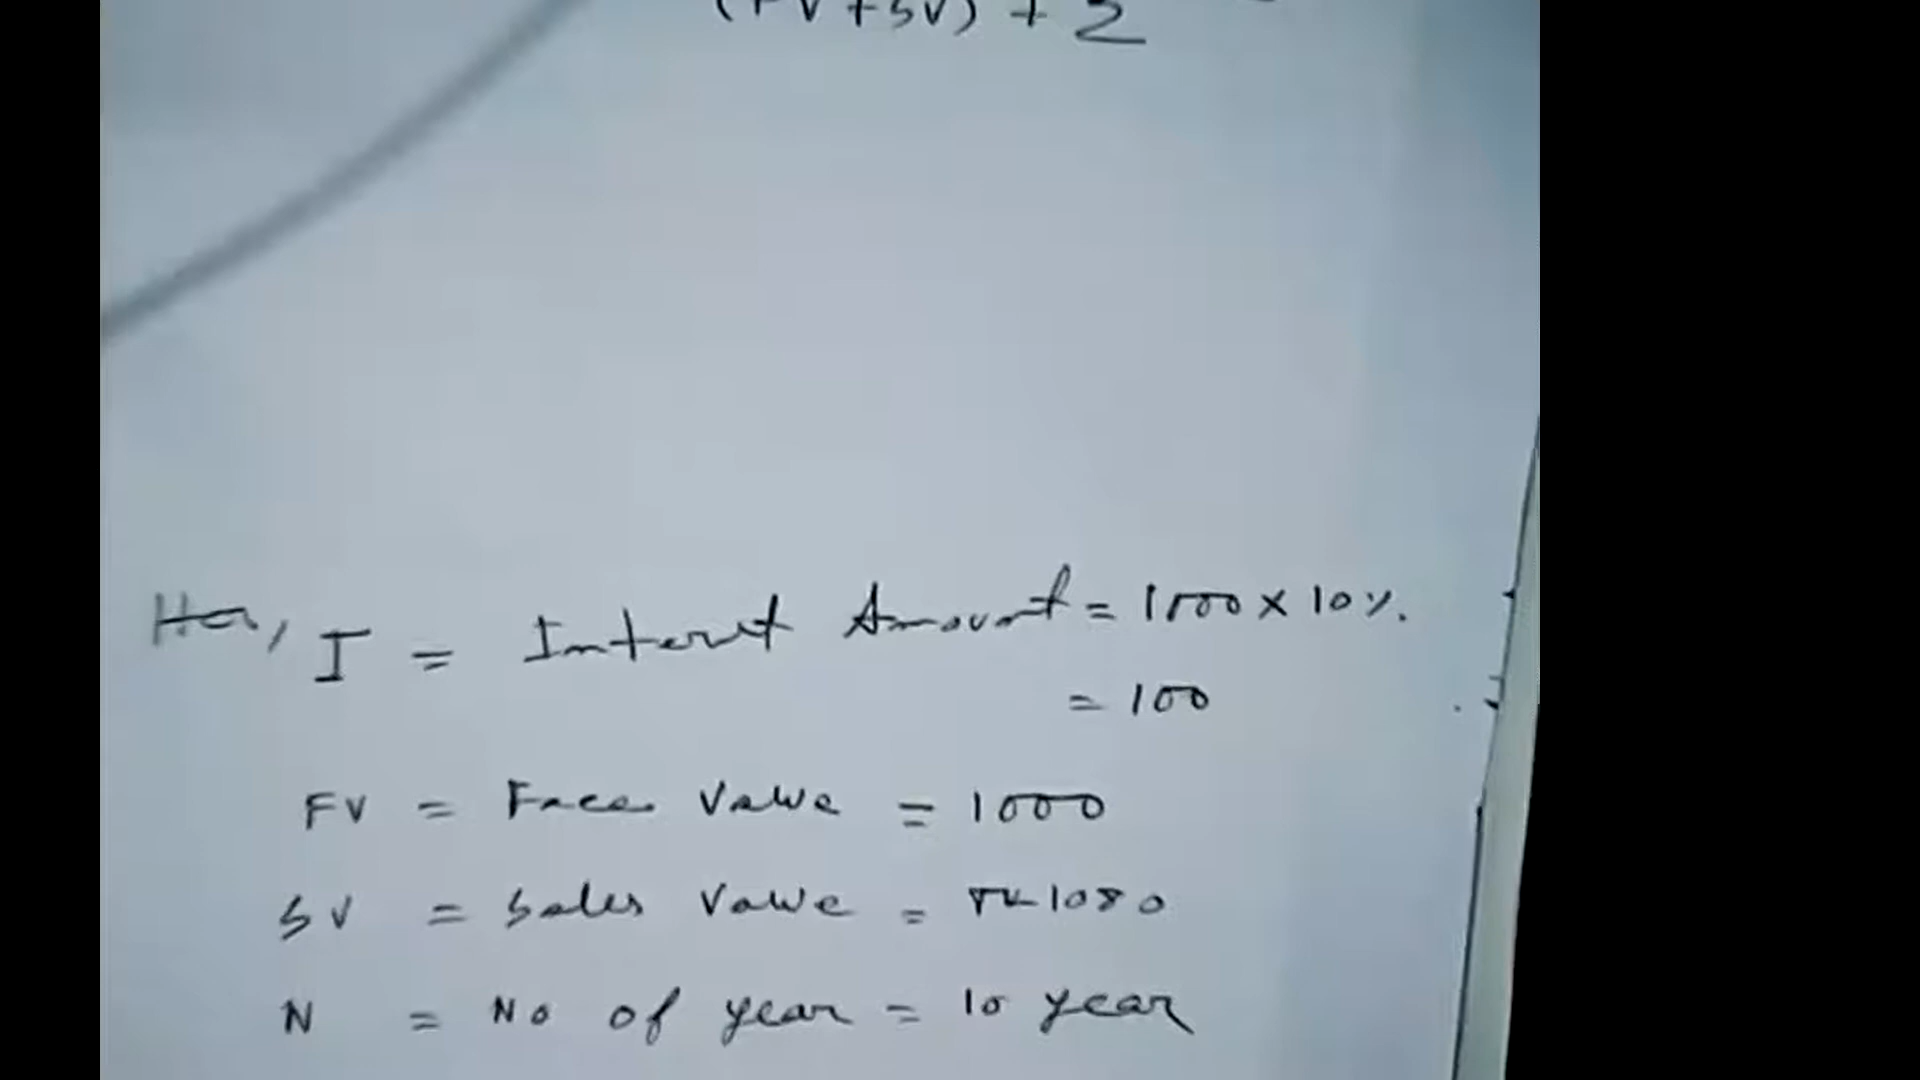 (FV+SV) ÷ 2
Her, I = Interest Amount = 1000 × 10%.
= 100
FV = Face Value = 1000
SV = Sales Value = TK 1080
N = No of year = 10 year